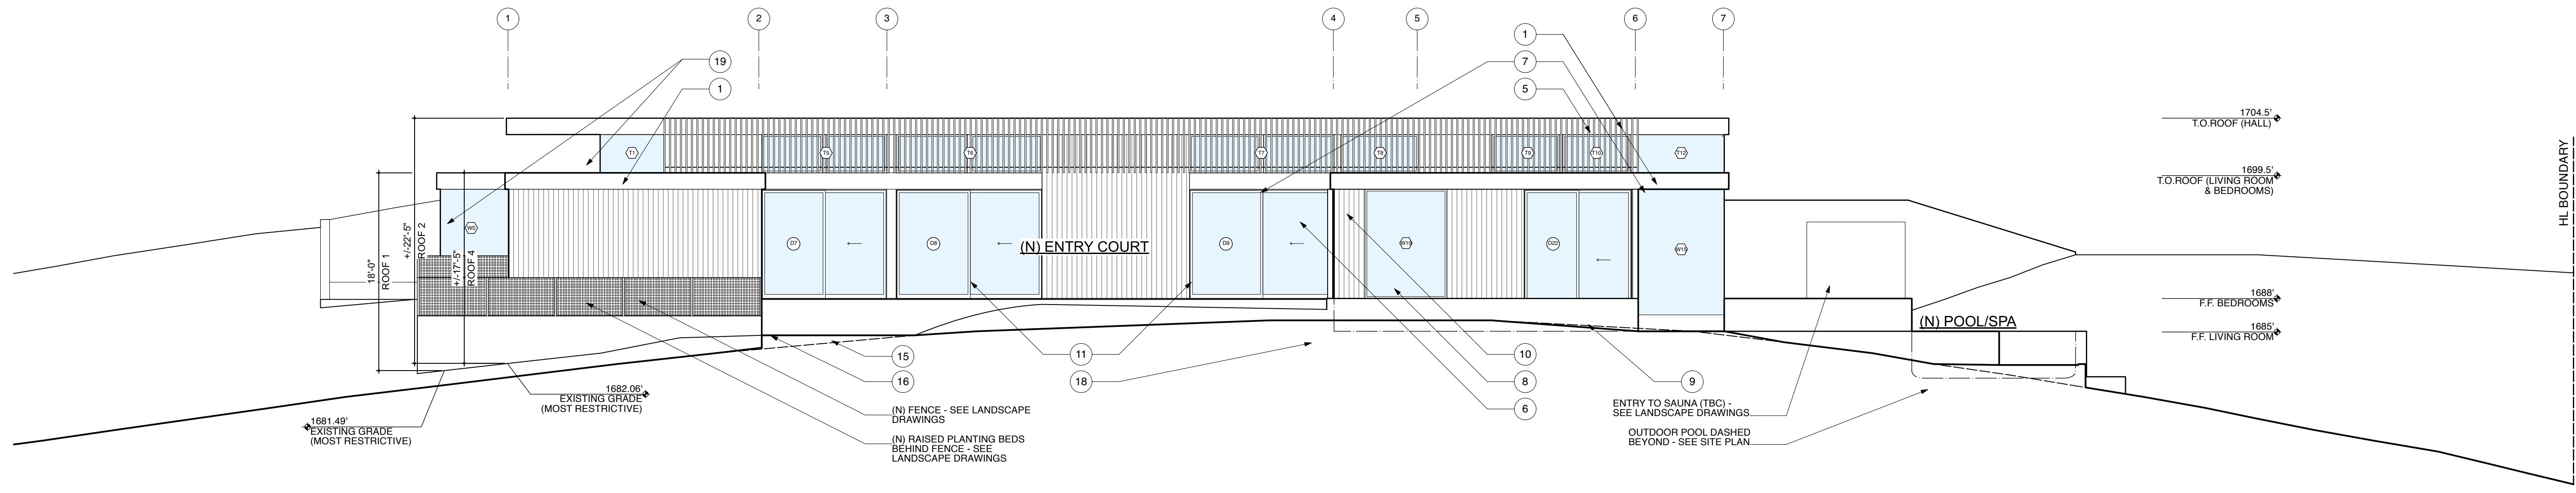 1
2
3
4
5
6
7
19
1
1
7
5
1704.5'
T.O.ROOF (HALL)
1699.5'
T.O.ROOF (LIVING ROOM
& BEDROOMS)
HL BOUNDARY
T1
T5
T6
T7
T8
T9
T10
T12
W5
D7
D8
(N) ENTRY COURT
D9
W19
D22
W15
18'-0"
ROOF 1
+/-22'-5"
ROOF 2
+/-17'-5"
ROOF 4
1688'
F.F. BEDROOMS
1685'
F.F. LIVING ROOM
(N) POOL/SPA
15
16
11
18
10
8
6
9
1682.06'
EXISTING GRADE
(MOST RESTRICTIVE)
1681.49'
EXISTING GRADE
(MOST RESTRICTIVE)
(N) FENCE - SEE LANDSCAPE
DRAWINGS
(N) RAISED PLANTING BEDS
BEHIND FENCE - SEE
LANDSCAPE DRAWINGS
ENTRY TO SAUNA (TBC) -
SEE LANDSCAPE DRAWINGS
OUTDOOR POOL DASHED
BEYOND - SEE SITE PLAN